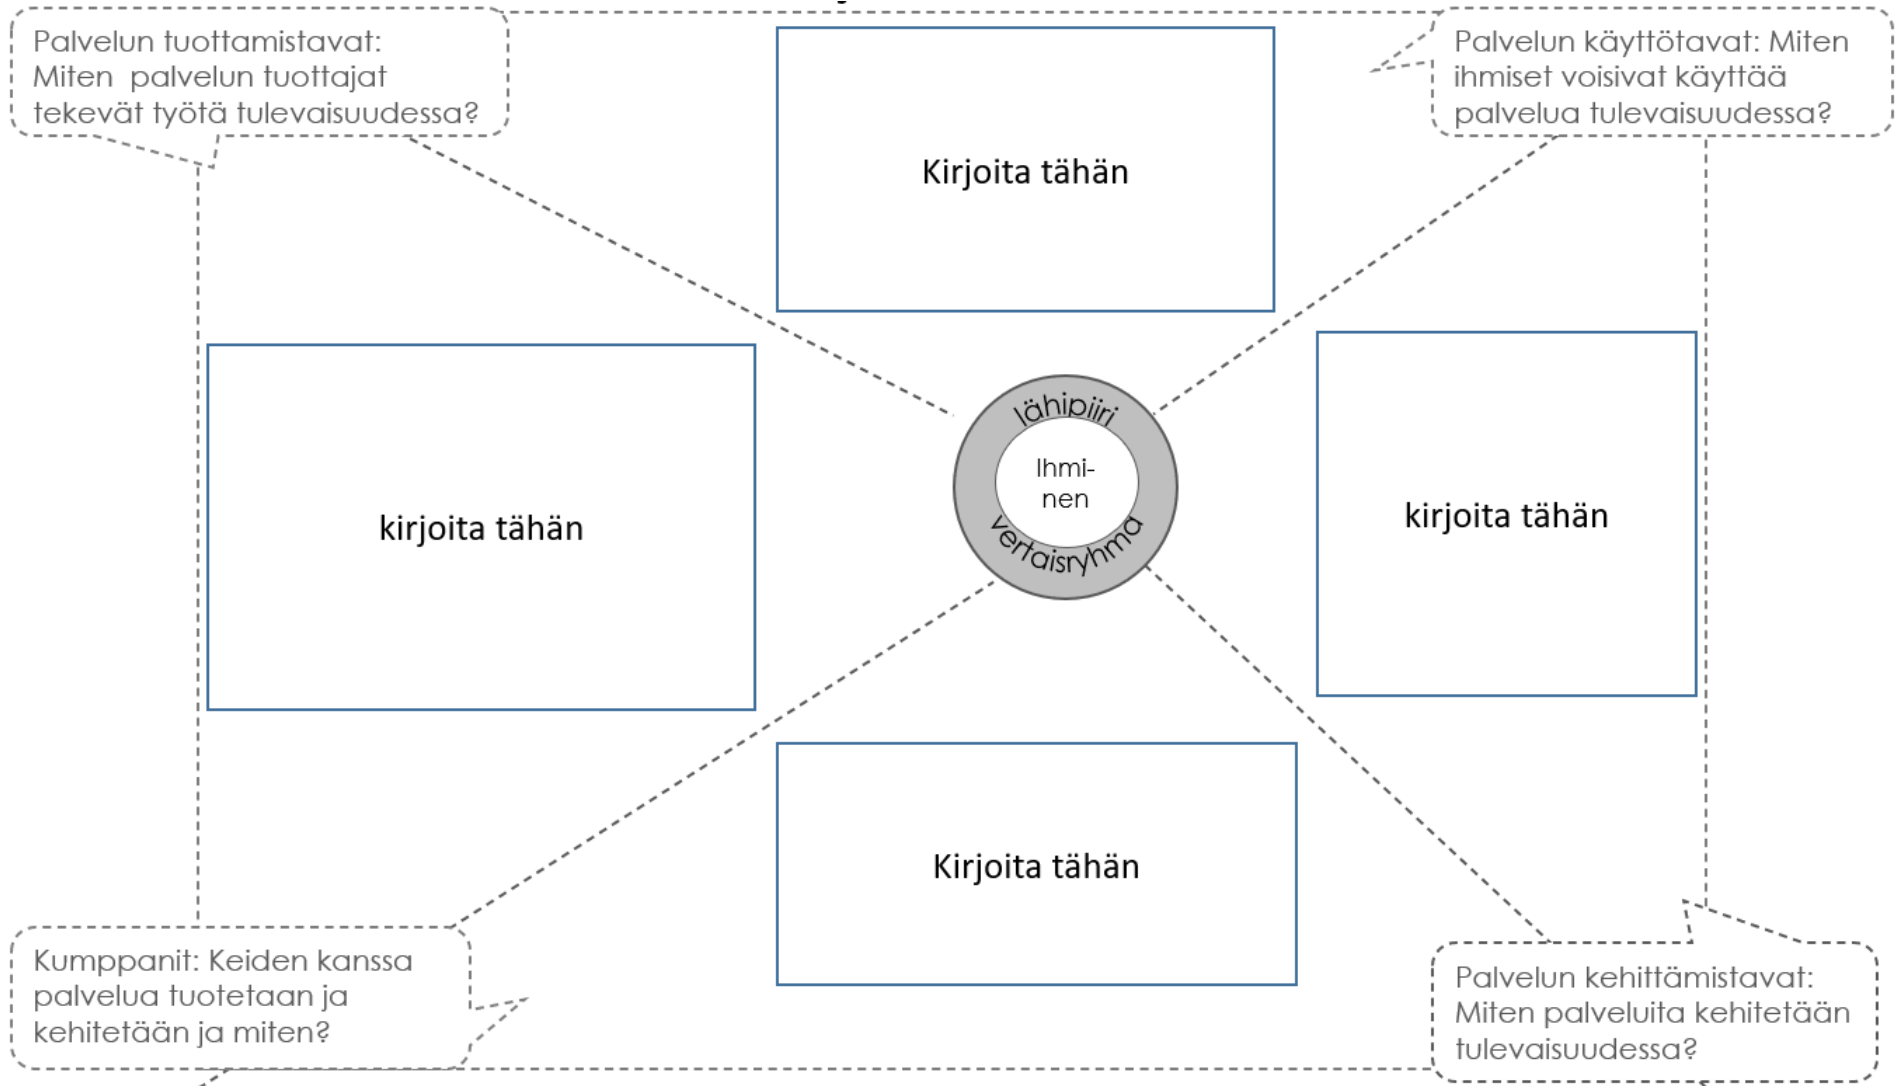 Palvelun tuottamistavat:
Miten palvelun tuottajat
tekevät työtä tulevaisuudessa?
Palvelun käyttötavat: Miten
ihmiset voisivat käyttää
palvelua tulevaisuudessa?
Kirjoita tähän
kirjoita tähän
lähipiiri
Ihmi-
nen
vertaisryhmä
kirjoita tähän
Kirjoita tähän
Kumppanit: Keiden kanssa
palvelua tuotetaan ja
kehitetään ja miten?
Palvelun kehittämistavat:
Miten palveluita kehitetään
tulevaisuudessa?